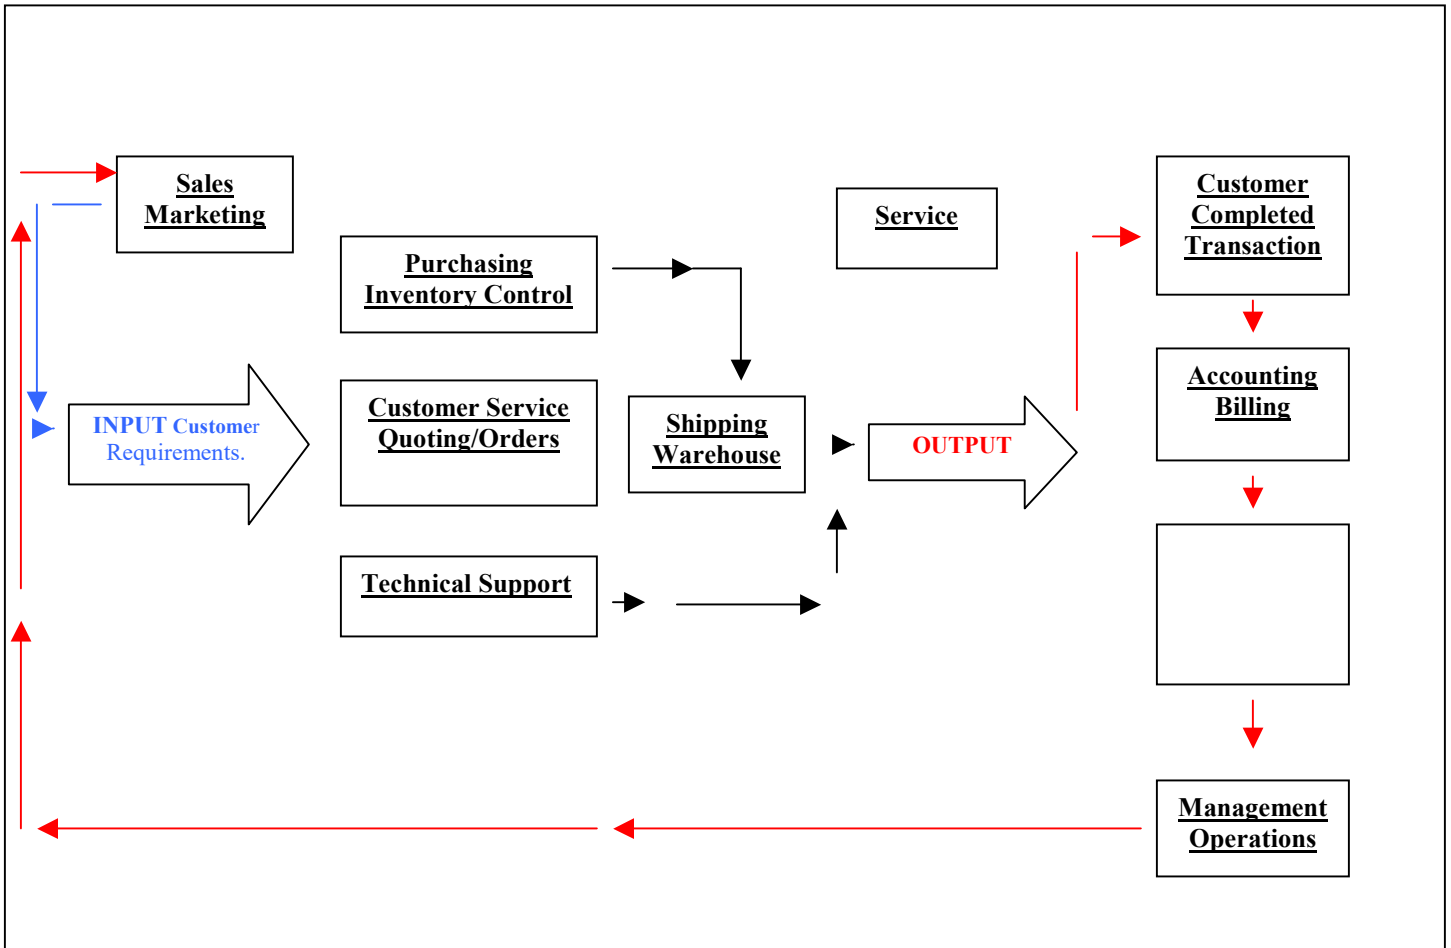 Sales
Marketing
Purchasing
Inventory Control
Service
Customer
Completed
Transaction
INPUT Customer
Requirements.
Customer Service
Quoting/Orders
Shipping
Warehouse
OUTPUT
Accounting
Billing
Technical Support
Management
Operations